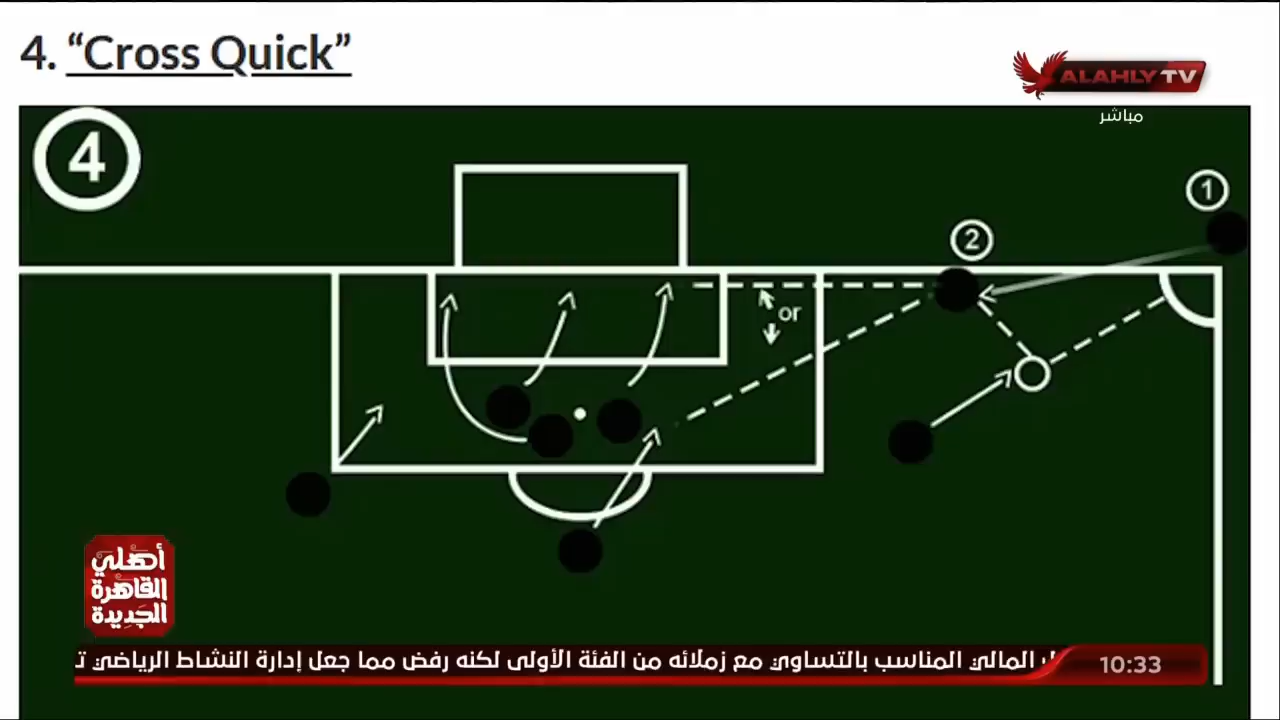 4. “Cross Quick”
ALAHLY TV
مباشر
4
1
2
or
أهلي
القاهرة
الجديدة
المالي المناسب بالتساوي مع زملائه من الفئة الأولى لكنه رفض مما جعل إدارة النشاط الرياضي
10:33